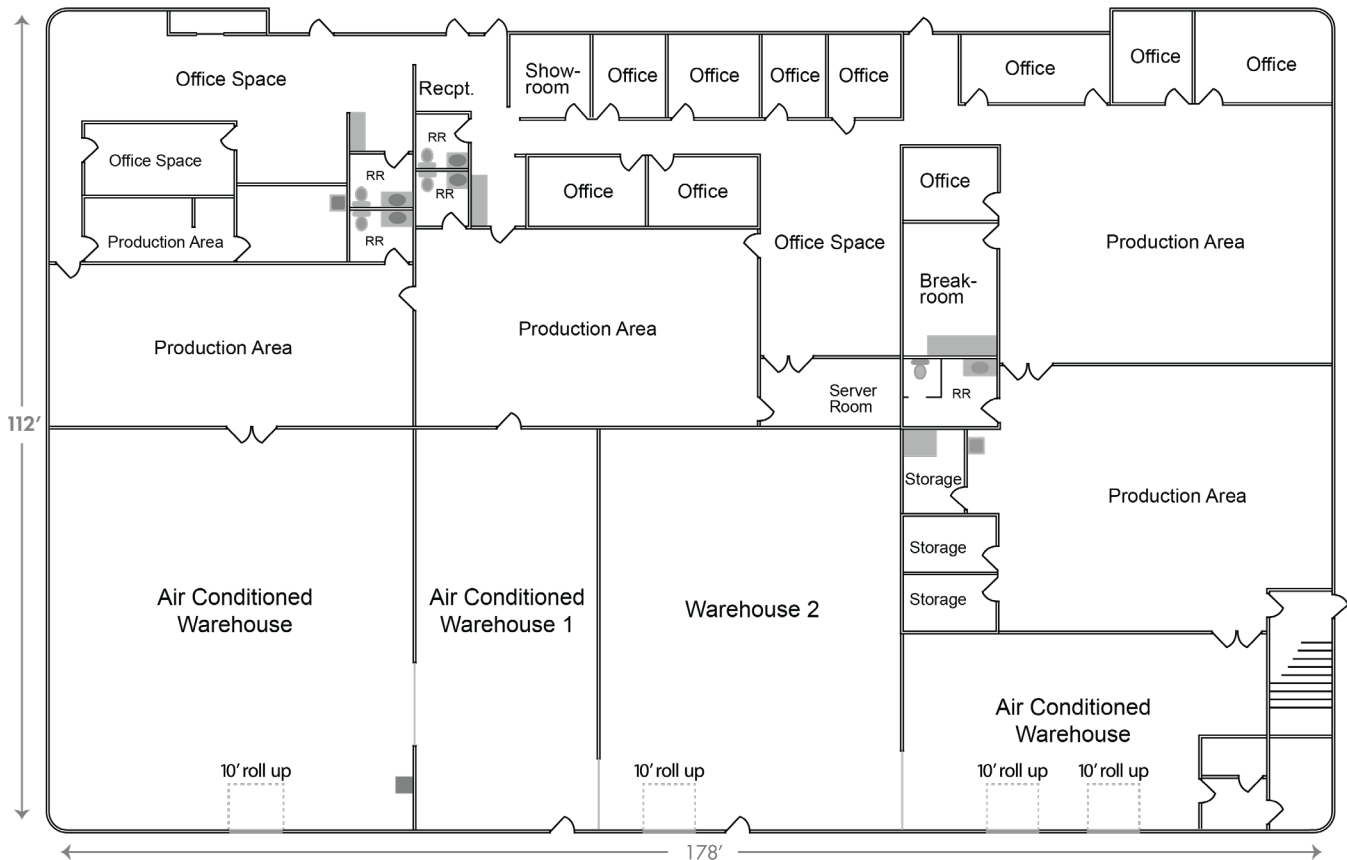 Office Space
Recpt.
Show-
room
Office
Office
Office
Office
Office
Office
Office
RR
Office Space
RR
RR
RR
Production Area
Office
Office
Office
Office Space
Production Area
Break-
room
Production Area
Production Area
Server
Room
RR
112'
Storage
Production Area
Storage
Storage
Air Conditioned
Warehouse
Air Conditioned
Warehouse 1
Warehouse 2
Air Conditioned
Warehouse
10' roll up
10' roll up
10' roll up
10' roll up
178'